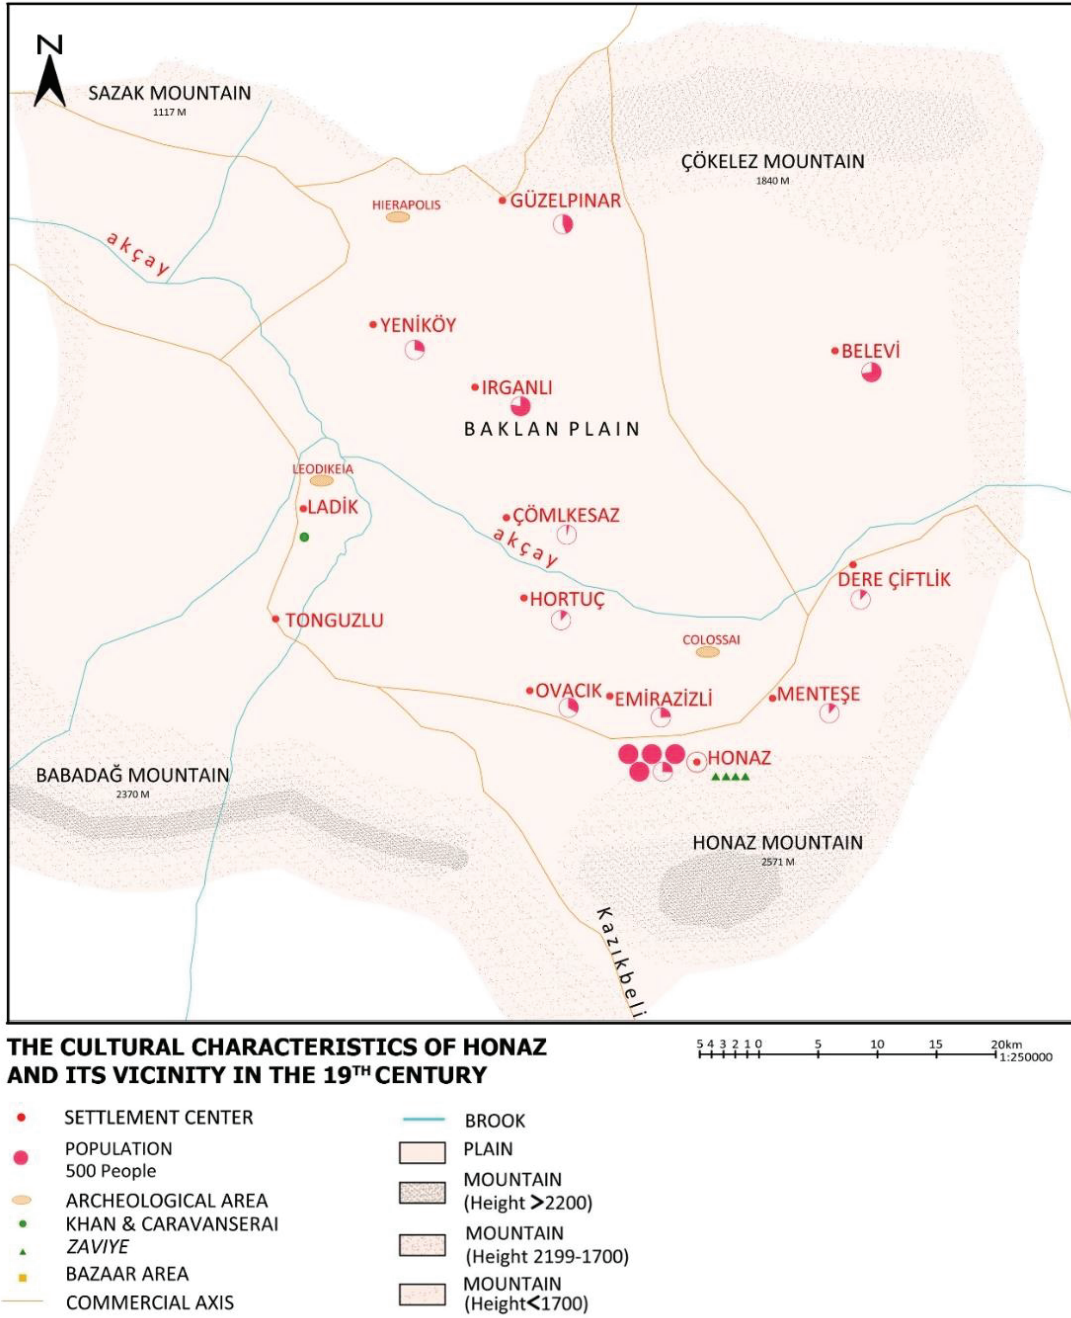 N
SAZAK MOUNTAIN
1117 M
ÇÖKELEZ MOUNTAIN
1840 M
HIERAPOLIS
GÜZELPINAR
akçay
YENİKÖY
BELEVİ
IRGANLI
BAKLAN PLAIN
LEODIKEIA
LADİK
ÇÖMLKESAZ
akçay
DERE ÇİFTLİK
HORTUÇ
TONGUZLU
COLOSSAI
OVACIK
EMİRAZİZLİ
MENTEŞE
HONAZ
BABADAĞ MOUNTAIN
2370 M
HONAZ MOUNTAIN
2571 M
Kazıkbeli
THE CULTURAL CHARACTERISTICS OF HONAZ
AND ITS VICINITY IN THE 19TH CENTURY
5 4 3 2 1 0 5 10 15 20km
1:250000
SETTLEMENT CENTER
POPULATION
500 People
ARCHEOLOGICAL AREA
KHAN & CARAVANSERAI
ZAVIYE
BAZAAR AREA
COMMERCIAL AXIS
BROOK
PLAIN
MOUNTAIN
(Height >2200)
MOUNTAIN
(Height 2199-1700)
MOUNTAIN
(Height<1700)